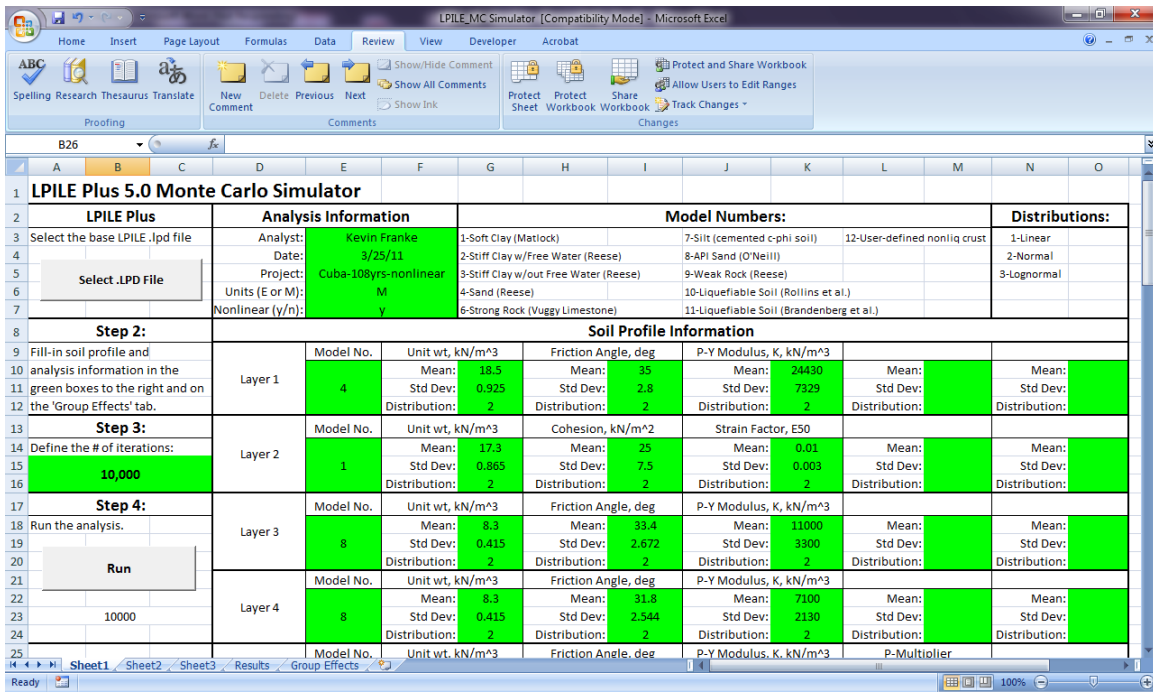 LPILE_MC Simulator [Compatibility Mode] - Microsoft Excel
Home Insert Page Layout Formulas Data Review View Developer Acrobat
ABC Spelling Research Thesaurus Translate New Comment Delete Previous Next Show/Hide Comment Show All Comments Show Ink Protect Sheet Protect Workbook Share Workbook Protect and Share Workbook Allow Users to Edit Ranges Track Changes
Proofing Comments Changes
B26 fx
A B C D E F G H I J K L M N O
1 LPILE Plus 5.0 Monte Carlo Simulator
2 LPILE Plus Analysis Information Model Numbers: Distributions:
3 Select the base LPILE .lpd file Analyst: Kevin Franke 1-Soft Clay (Matlock) 7-Silt (cemented c-phi soil) 12-User-defined nonliq crust 1-Linear
4 Date: 3/25/11 2-Stiff Clay w/Free Water (Reese) 8-API Sand (O'Neill) 2-Normal
5 Select .LPD File Project: Cuba-108yrs-nonlinear 3-Stiff Clay w/out Free Water (Reese) 9-Weak Rock (Reese) 3-Lognormal
6 Units (E or M): M 4-Sand (Reese) 10-Liquefiable Soil (Rollins et al.)
7 Nonlinear (y/n): y 6-Strong Rock (Vuggy Limestone) 11-Liquefiable Soil (Brandenberg et al.)
8 Step 2: Soil Profile Information
9 Fill-in soil profile and Model No. Unit wt, kN/m^3 Friction Angle, deg P-Y Modulus, K, kN/m^3
10 analysis information in the Layer 1 Mean: 18.5 Mean: 35 Mean: 24430 Mean: Mean:
11 green boxes to the right and on 4 Std Dev: 0.925 Std Dev: 2.8 Std Dev: 7329 Std Dev: Std Dev:
12 the 'Group Effects' tab. Distribution: 2 Distribution: 2 Distribution: 2 Distribution: Distribution:
13 Step 3: Model No. Unit wt, kN/m^3 Cohesion, kN/m^2 Strain Factor, E50
14 Define the # of iterations: Layer 2 Mean: 17.3 Mean: 25 Mean: 0.01 Mean: Mean:
15 10,000 1 Std Dev: 0.865 Std Dev: 7.5 Std Dev: 0.003 Std Dev: Std Dev:
16 Distribution: 2 Distribution: 2 Distribution: 2 Distribution: Distribution:
17 Step 4: Model No. Unit wt, kN/m^3 Friction Angle, deg P-Y Modulus, K, kN/m^3
18 Run the analysis. Layer 3 Mean: 8.3 Mean: 33.4 Mean: 11000 Mean: Mean:
19 8 Std Dev: 0.415 Std Dev: 2.672 Std Dev: 3300 Std Dev: Std Dev:
20 Run Distribution: 2 Distribution: 2 Distribution: 2 Distribution: Distribution:
21 Model No. Unit wt, kN/m^3 Friction Angle, deg P-Y Modulus, K, kN/m^3
22 Layer 4 Mean: 8.3 Mean: 31.8 Mean: 7100 Mean: Mean:
23 10000 8 Std Dev: 0.415 Std Dev: 2.544 Std Dev: 2130 Std Dev: Std Dev:
24 Distribution: 2 Distribution: 2 Distribution: 2 Distribution: Distribution:
25 Model No. Unit wt, kN/m^3 Friction Angle, deg P-Y Modulus, K, kN/m^3 P-Multiplier
Sheet1 Sheet2 Sheet3 Results Group Effects
Ready 100%